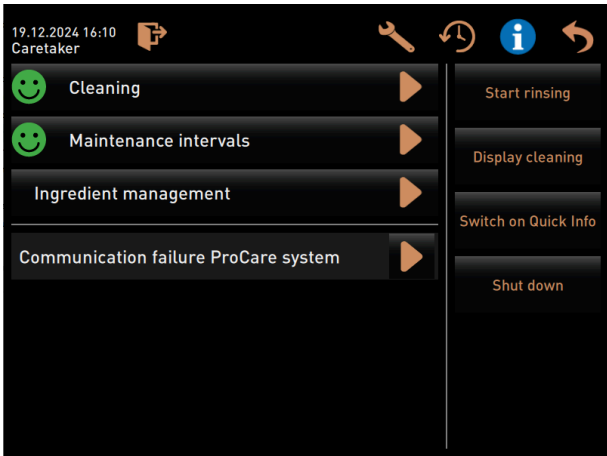 19.12.2024 16:10
Caretaker
Cleaning
Maintenance intervals
Ingredient management
Communication failure ProCare system
Start rinsing
Display cleaning
Switch on Quick Info
Shut down